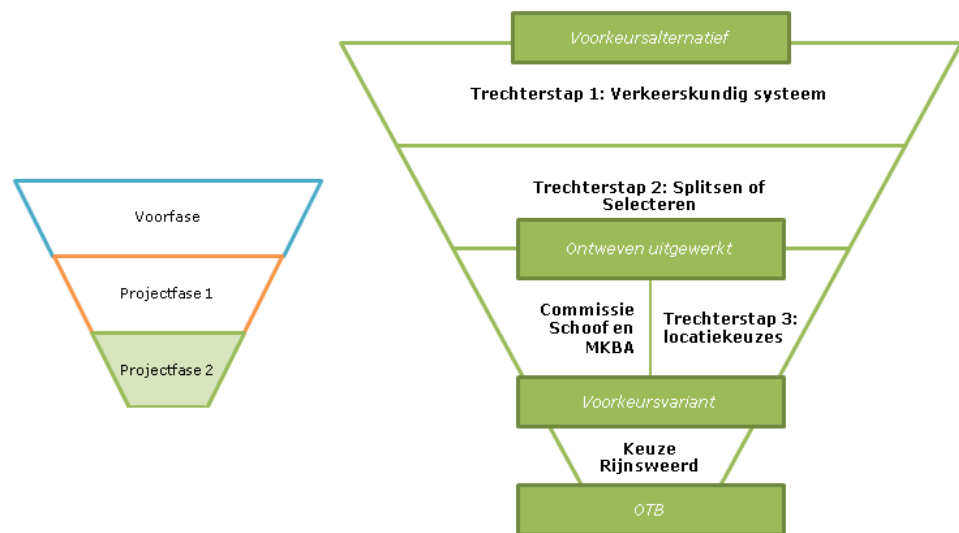 Voorfase
Projectfase 1
Projectfase 2
Voorkeursalternatief
Trechterstap 1: Verkeerskundig systeem
Trechterstap 2: Splitsen of
Selecteren
Ontweven uitgewerkt
Commissie
Schoof en
MKBA
Trechterstap 3:
locatiekeuzes
Voorkeursvariant
Keuze
Rijnsweerd
OTB